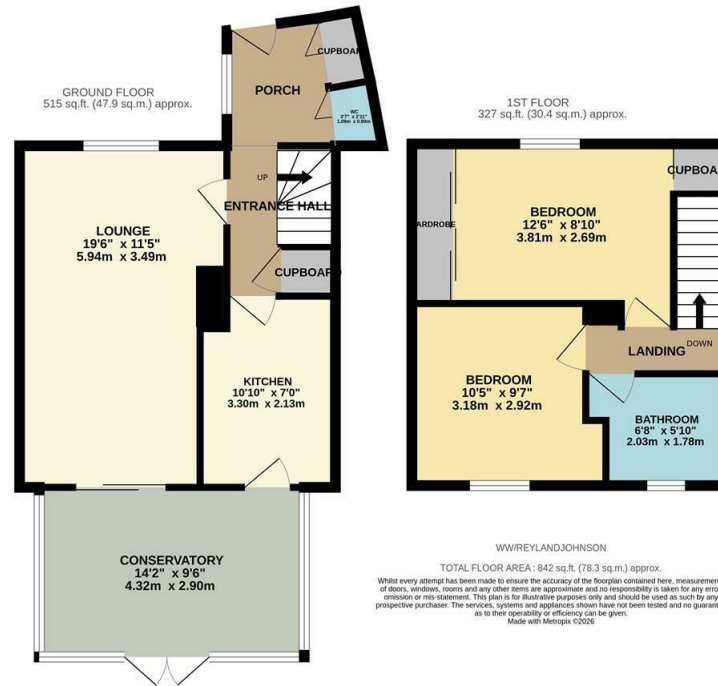 GROUND FLOOR
515 sq.ft. (47.9 sq.m.) approx.
CUPBOARD
PORCH
WC
3'7" x 2'11"
1.09m x 0.90m
UP
ENTRANCE HALL
LOUNGE
19'6" x 11'5"
5.94m x 3.49m
CUPBOARD
KITCHEN
10'10" x 7'0"
3.30m x 2.13m
CONSERVATORY
14'2" x 9'6"
4.32m x 2.90m
1ST FLOOR
327 sq.ft. (30.4 sq.m.) approx.
CUPBOA
ARDROBE
BEDROOM
12'6" x 8'10"
3.81m x 2.69m
DOWN
LANDING
BEDROOM
10'5" x 9'7"
3.18m x 2.92m
BATHROOM
6'8" x 5'10"
2.03m x 1.78m
WW/REYLANDJOHNSON
TOTAL FLOOR AREA : 842 sq.ft. (78.3 sq.m.) approx.
Whilst every attempt has been made to ensure the accuracy of the floorplan contained here, measuremen
of doors, windows, rooms and any other items are approximate and no responsibility is taken for any erro
omission or mis-statement. This plan is for illustrative purposes only and should be used as such by any
prospective purchaser. The services, systems and appliances shown have not been tested and no guarant
as to their operability or efficiency can be given.
Made with Metropix ©2026